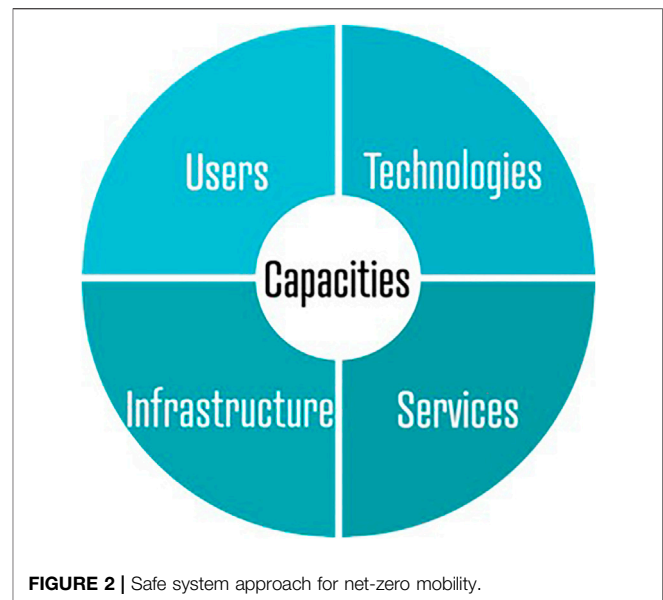 Users
Technologies
Capacities
Infrastructure
Services
FIGURE 2 | Safe system approach for net-zero mobility.